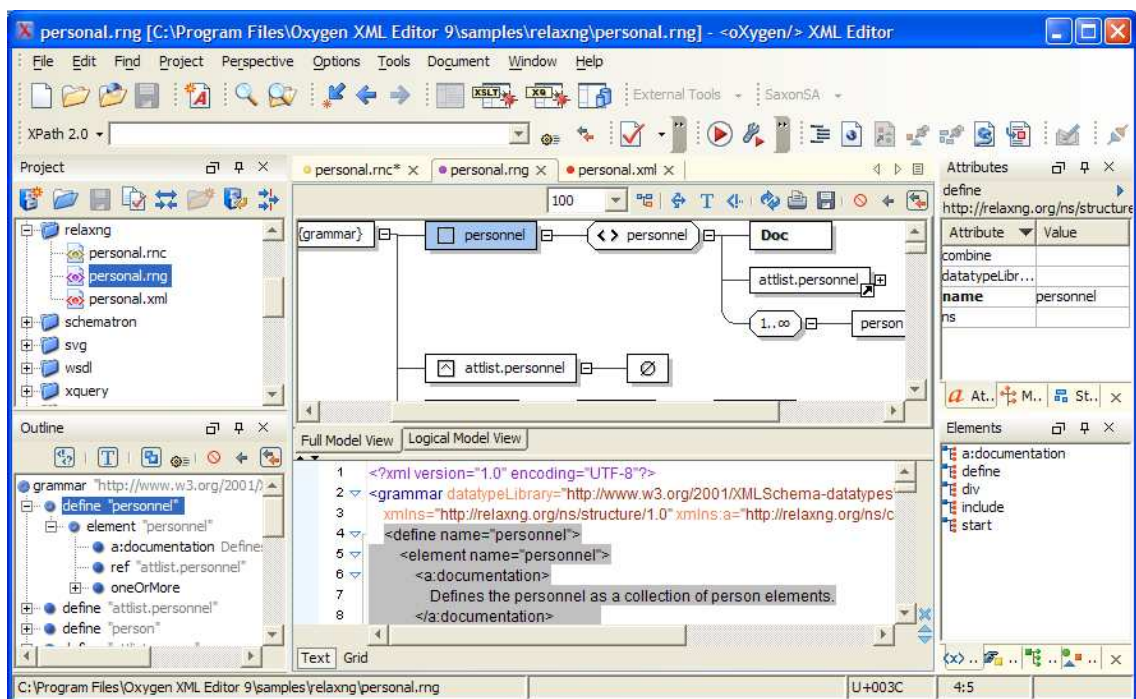 personal.rng [C:\Program Files\Oxygen XML Editor 9\samples\relaxng\personal.rng] - <oXygen/> XML Editor
File Edit Find Project Perspective Options Tools Document Window Help
XSLT XQ External Tools SaxonSA
XPath 2.0
Project
relaxng
personal.rnc
personal.rng
personal.xml
schematron
svg
wsdl
xquery
personal.rnc* personal.rng personal.xml
100
{grammar} personnel <> personnel Doc
attlist.personnel
1..∞ person
attlist.personnel Ø
Full Model View Logical Model View
Attributes
define
http://relaxng.org/ns/structure
Attribute Value
combine
datatypeLibr...
name personnel
ns
a At.. M.. St..
Outline
grammar "http://www.w3.org/2001/
define "personnel"
element "personnel"
a:documentation Define
ref "attlist.personnel"
oneOrMore
define "attlist.personnel"
define "person"
1 <?xml version="1.0" encoding="UTF-8"?>
2 <grammar datatypeLibrary="http://www.w3.org/2001/XMLSchema-datatypes"
3 xmlns="http://relaxng.org/ns/structure/1.0" xmlns:a="http://relaxng.org/ns/c
4 <define name="personnel">
5 <element name="personnel">
6 <a:documentation>
7 Defines the personnel as a collection of person elements.
8 </a:documentation>
Text Grid
Elements
a:documentation
define
div
include
start
<x> .. .. .. ..
C:\Program Files\Oxygen XML Editor 9\samples\relaxng\personal.rng U+003C 4:5